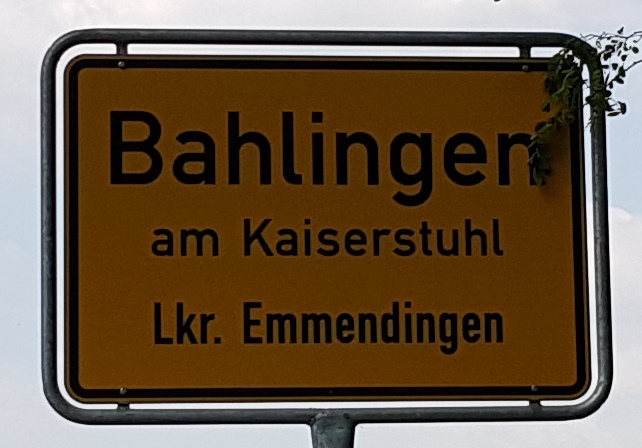 Bahlingen
am Kaiserstuhl
Lkr. Emmendingen